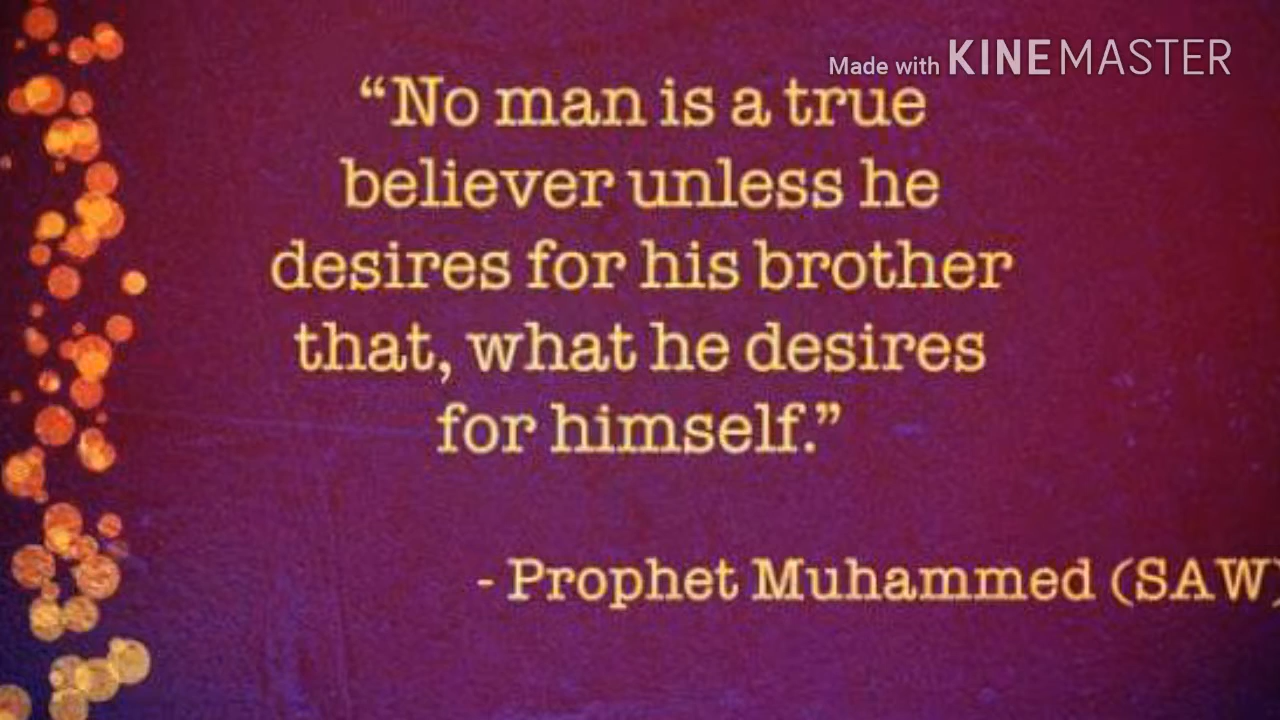 Made with KINEMASTER
“No man is a true
believer unless he
desires for his brother
that, what he desires
for himself.”
- Prophet Muhammed (SAW)